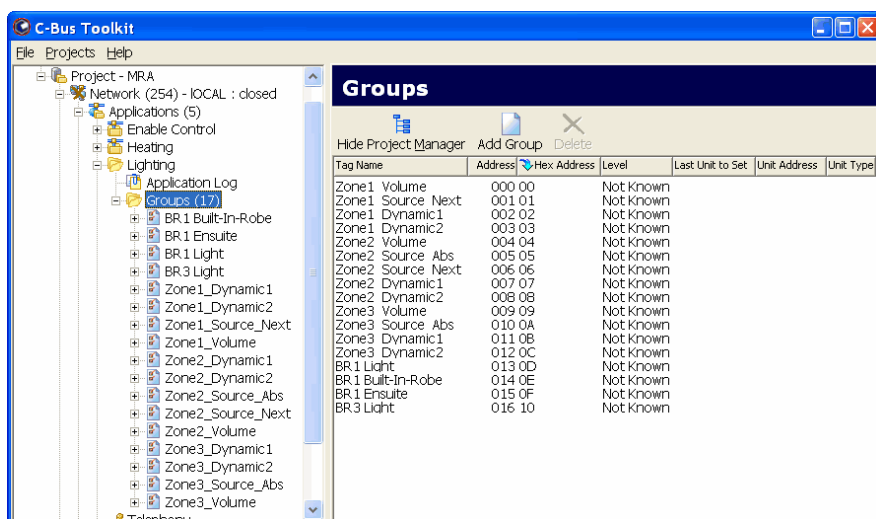 C-Bus Toolkit
File Projects Help
Project - MRA
Network (254) - lOCAL : closed
Applications (5)
Enable Control
Heating
Lighting
Application Log
Groups (17)
BR1 Built-In-Robe
BR1 Ensuite
BR1 Light
BR3 Light
Zone1_Dynamic1
Zone1_Dynamic2
Zone1_Source_Next
Zone1_Volume
Zone2_Dynamic1
Zone2_Dynamic2
Zone2_Source_Abs
Zone2_Source_Next
Zone2_Volume
Zone3_Dynamic1
Zone3_Dynamic2
Zone3_Source_Abs
Zone3_Volume
Telephony
Groups
Hide Project Manager Add Group Delete
Tag Name Address Hex Address Level Last Unit to Set Unit Address Unit Type
Zone1 Volume 000 00 Not Known
Zone1 Source Next 001 01 Not Known
Zone1 Dynamic1 002 02 Not Known
Zone1 Dynamic2 003 03 Not Known
Zone2 Volume 004 04 Not Known
Zone2 Source Abs 005 05 Not Known
Zone2 Source Next 006 06 Not Known
Zone2 Dynamic1 007 07 Not Known
Zone2 Dynamic2 008 08 Not Known
Zone3 Volume 009 09 Not Known
Zone3 Source Abs 010 0A Not Known
Zone3 Dynamic1 011 0B Not Known
Zone3 Dynamic2 012 0C Not Known
BR1 Light 013 0D Not Known
BR1 Built-In-Robe 014 0E Not Known
BR1 Ensuite 015 0F Not Known
BR3 Light 016 10 Not Known